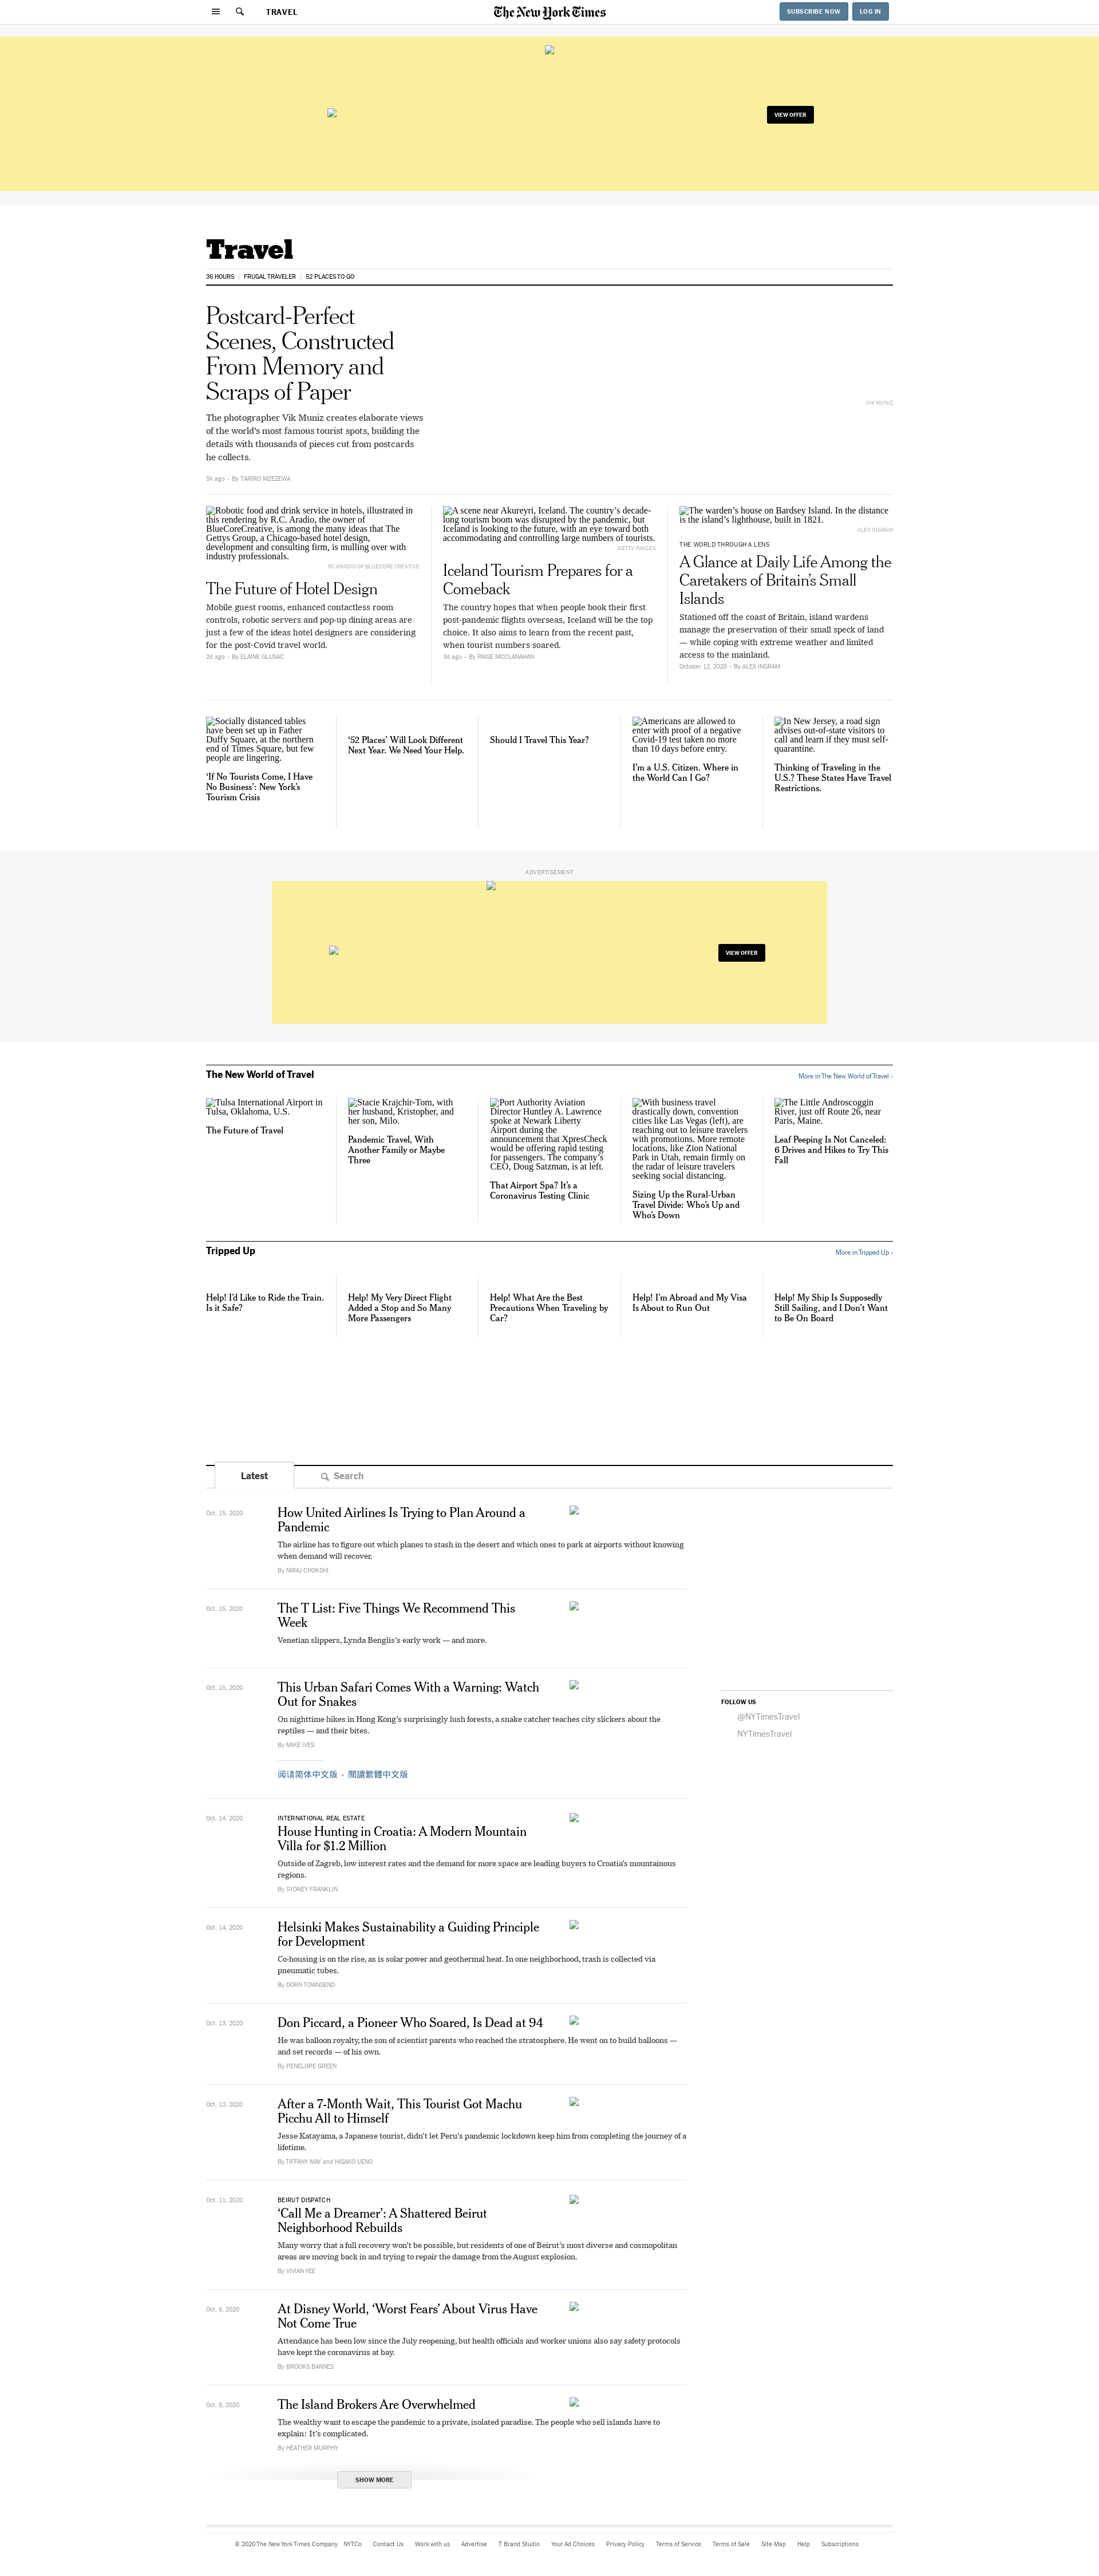 TRAVEL
The New York Times
SUBSCRIBE NOW
LOG IN
VIEW OFFER
Travel
36 HOURS
FRUGAL TRAVELER
52 PLACES TO GO
Postcard-Perfect
Scenes, Constructed
From Memory and
Scraps of Paper
The photographer Vik Muniz creates elaborate views
of the world's most famous tourist spots, building the
details with thousands of pieces cut from postcards
he collects.
5h ago • By TARIRO MZEZEWA
VIK MUNIZ
Robotic food and drink service in hotels, illustrated in
this rendering by R.C. Aradio, the owner of
BlueCoreCreative, is among the many ideas that The
Gettys Group, a Chicago-based hotel design,
development and consulting firm, is mulling over with
industry professionals.
RC ARADIO OF BLUECORE CREATIVE
The Future of Hotel Design
Mobile guest rooms, enhanced contactless room
controls, robotic servers and pop-up dining areas are
just a few of the ideas hotel designers are considering
for the post-Covid travel world.
2d ago • By ELAINE GLUSAC
A scene near Akureyri, Iceland. The country's decade-
long tourism boom was disrupted by the pandemic, but
Iceland is looking to the future, with an eye toward both
accommodating and controlling large numbers of tourists.
GETTY IMAGES
Iceland Tourism Prepares for a
Comeback
The country hopes that when people book their first
post-pandemic flights overseas, Iceland will be the top
choice. It also aims to learn from the recent past,
when tourist numbers soared.
3d ago • By PAIGE MCCLANAHAN
The warden's house on Bardsey Island. In the distance
is the island's lighthouse, built in 1821.
ALEX INGRAM
THE WORLD THROUGH A LENS
A Glance at Daily Life Among the
Caretakers of Britain's Small
Islands
Stationed off the coast of Britain, island wardens
manage the preservation of their small speck of land
— while coping with extreme weather and limited
access to the mainland.
October 12, 2020 • By ALEX INGRAM
Socially distanced tables
have been set up in Father
Duffy Square, at the northern
end of Times Square, but few
people are lingering.
'If No Tourists Come, I Have
No Business': New York's
Tourism Crisis
'52 Places' Will Look Different
Next Year. We Need Your Help.
Should I Travel This Year?
Americans are allowed to
enter with proof of a negative
Covid-19 test taken no more
than 10 days before entry.
I'm a U.S. Citizen. Where in
the World Can I Go?
In New Jersey, a road sign
advises out-of-state visitors to
call and learn if they must self-
quarantine.
Thinking of Traveling in the
U.S.? These States Have Travel
Restrictions.
ADVERTISEMENT
VIEW OFFER
The New World of Travel
More in The New World of Travel ›
Tulsa International Airport in
Tulsa, Oklahoma, U.S.
The Future of Travel
Stacie Krajchir-Tom, with
her husband, Kristopher, and
her son, Milo.
Pandemic Travel, With
Another Family or Maybe
Three
Port Authority Aviation
Director Huntley A. Lawrence
spoke at Newark Liberty
Airport during the
announcement that XpresCheck
would be offering rapid testing
for passengers. The company's
CEO, Doug Satzman, is at left.
That Airport Spa? It's a
Coronavirus Testing Clinic
With business travel
drastically down, convention
cities like Las Vegas (left), are
reaching out to leisure travelers
with promotions. More remote
locations, like Zion National
Park in Utah, remain firmly on
the radar of leisure travelers
seeking social distancing.
Sizing Up the Rural-Urban
Travel Divide: Who's Up and
Who's Down
The Little Androscoggin
River, just off Route 26, near
Paris, Maine.
Leaf Peeping Is Not Canceled:
6 Drives and Hikes to Try This
Fall
Tripped Up
More in Tripped Up ›
Help! I'd Like to Ride the Train.
Is it Safe?
Help! My Very Direct Flight
Added a Stop and So Many
More Passengers
Help! What Are the Best
Precautions When Traveling by
Car?
Help! I'm Abroad and My Visa
Is About to Run Out
Help! My Ship Is Supposedly
Still Sailing, and I Don't Want
to Be On Board
Latest
Search
Oct. 15, 2020
How United Airlines Is Trying to Plan Around a
Pandemic
The airline has to figure out which planes to stash in the desert and which ones to park at airports without knowing
when demand will recover.
By NIRAJ CHOKSHI
Oct. 15, 2020
The T List: Five Things We Recommend This
Week
Venetian slippers, Lynda Benglis's early work — and more.
Oct. 15, 2020
This Urban Safari Comes With a Warning: Watch
Out for Snakes
On nighttime hikes in Hong Kong's surprisingly lush forests, a snake catcher teaches city slickers about the
reptiles — and their bites.
By MIKE IVES
阅读简体中文版 • 閱讀繁體中文版
FOLLOW US
@NYTimesTravel
NYTimesTravel
Oct. 14, 2020
INTERNATIONAL REAL ESTATE
House Hunting in Croatia: A Modern Mountain
Villa for $1.2 Million
Outside of Zagreb, low interest rates and the demand for more space are leading buyers to Croatia's mountainous
regions.
By SYDNEY FRANKLIN
Oct. 14, 2020
Helsinki Makes Sustainability a Guiding Principle
for Development
Co-housing is on the rise, as is solar power and geothermal heat. In one neighborhood, trash is collected via
pneumatic tubes.
By DORN TOWNSEND
Oct. 13, 2020
Don Piccard, a Pioneer Who Soared, Is Dead at 94
He was balloon royalty, the son of scientist parents who reached the stratosphere. He went on to build balloons —
and set records — of his own.
By PENELOPE GREEN
Oct. 13, 2020
After a 7-Month Wait, This Tourist Got Machu
Picchu All to Himself
Jesse Katayama, a Japanese tourist, didn't let Peru's pandemic lockdown keep him from completing the journey of a
lifetime.
By TIFFANY MAY and HISAKO UENO
Oct. 11, 2020
BEIRUT DISPATCH
'Call Me a Dreamer': A Shattered Beirut
Neighborhood Rebuilds
Many worry that a full recovery won't be possible, but residents of one of Beirut's most diverse and cosmopolitan
areas are moving back in and trying to repair the damage from the August explosion.
By VIVIAN YEE
Oct. 9, 2020
At Disney World, 'Worst Fears' About Virus Have
Not Come True
Attendance has been low since the July reopening, but health officials and worker unions also say safety protocols
have kept the coronavirus at bay.
By BROOKS BARNES
Oct. 9, 2020
The Island Brokers Are Overwhelmed
The wealthy want to escape the pandemic to a private, isolated paradise. The people who sell islands have to
explain: It's complicated.
By HEATHER MURPHY
SHOW MORE
© 2020 The New York Times Company NYTCo Contact Us Work with us Advertise T Brand Studio Your Ad Choices Privacy Policy Terms of Service Terms of Sale Site Map Help Subscriptions